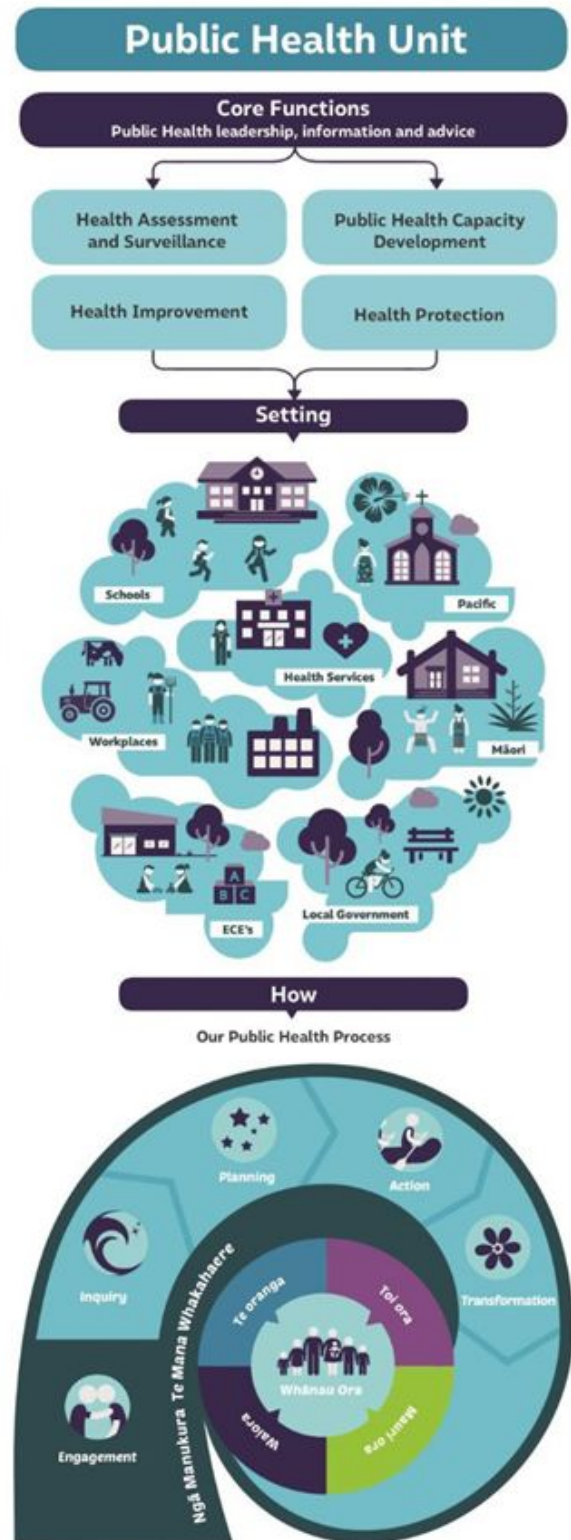 Public Health Unit
Core Functions
Public Health leadership, information and advice
Health Assessment
and Surveillance
Public Health Capacity
Development
Health Improvement
Health Protection
Setting
Schools
Pacific
Health Services
Workplaces
Māori
A
B C
ECE's
Local Government
How
Our Public Health Process
Engagement
Inquiry
Planning
Action
Transformation
Ngā Manukura Te Mana Whakahaere
Te oranga
Toi ora
Whānau Ora
Waiora
Mauri ora